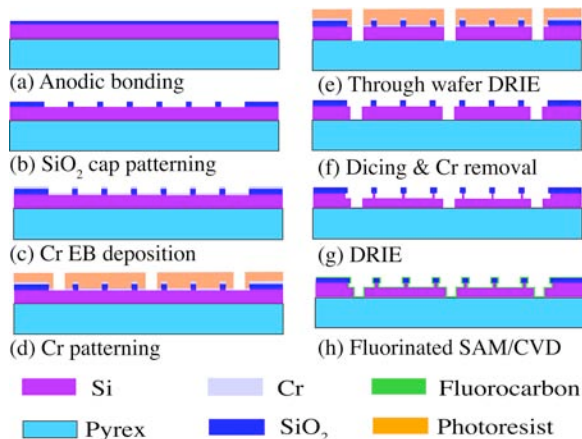 (a) Anodic bonding
(b) SiO2 cap patterning
(c) Cr EB deposition
(d) Cr patterning
(e) Through wafer DRIE
(f) Dicing & Cr removal
(g) DRIE
(h) Fluorinated SAM/CVD
Si
Cr
Fluorocarbon
Pyrex
SiO2
Photoresist